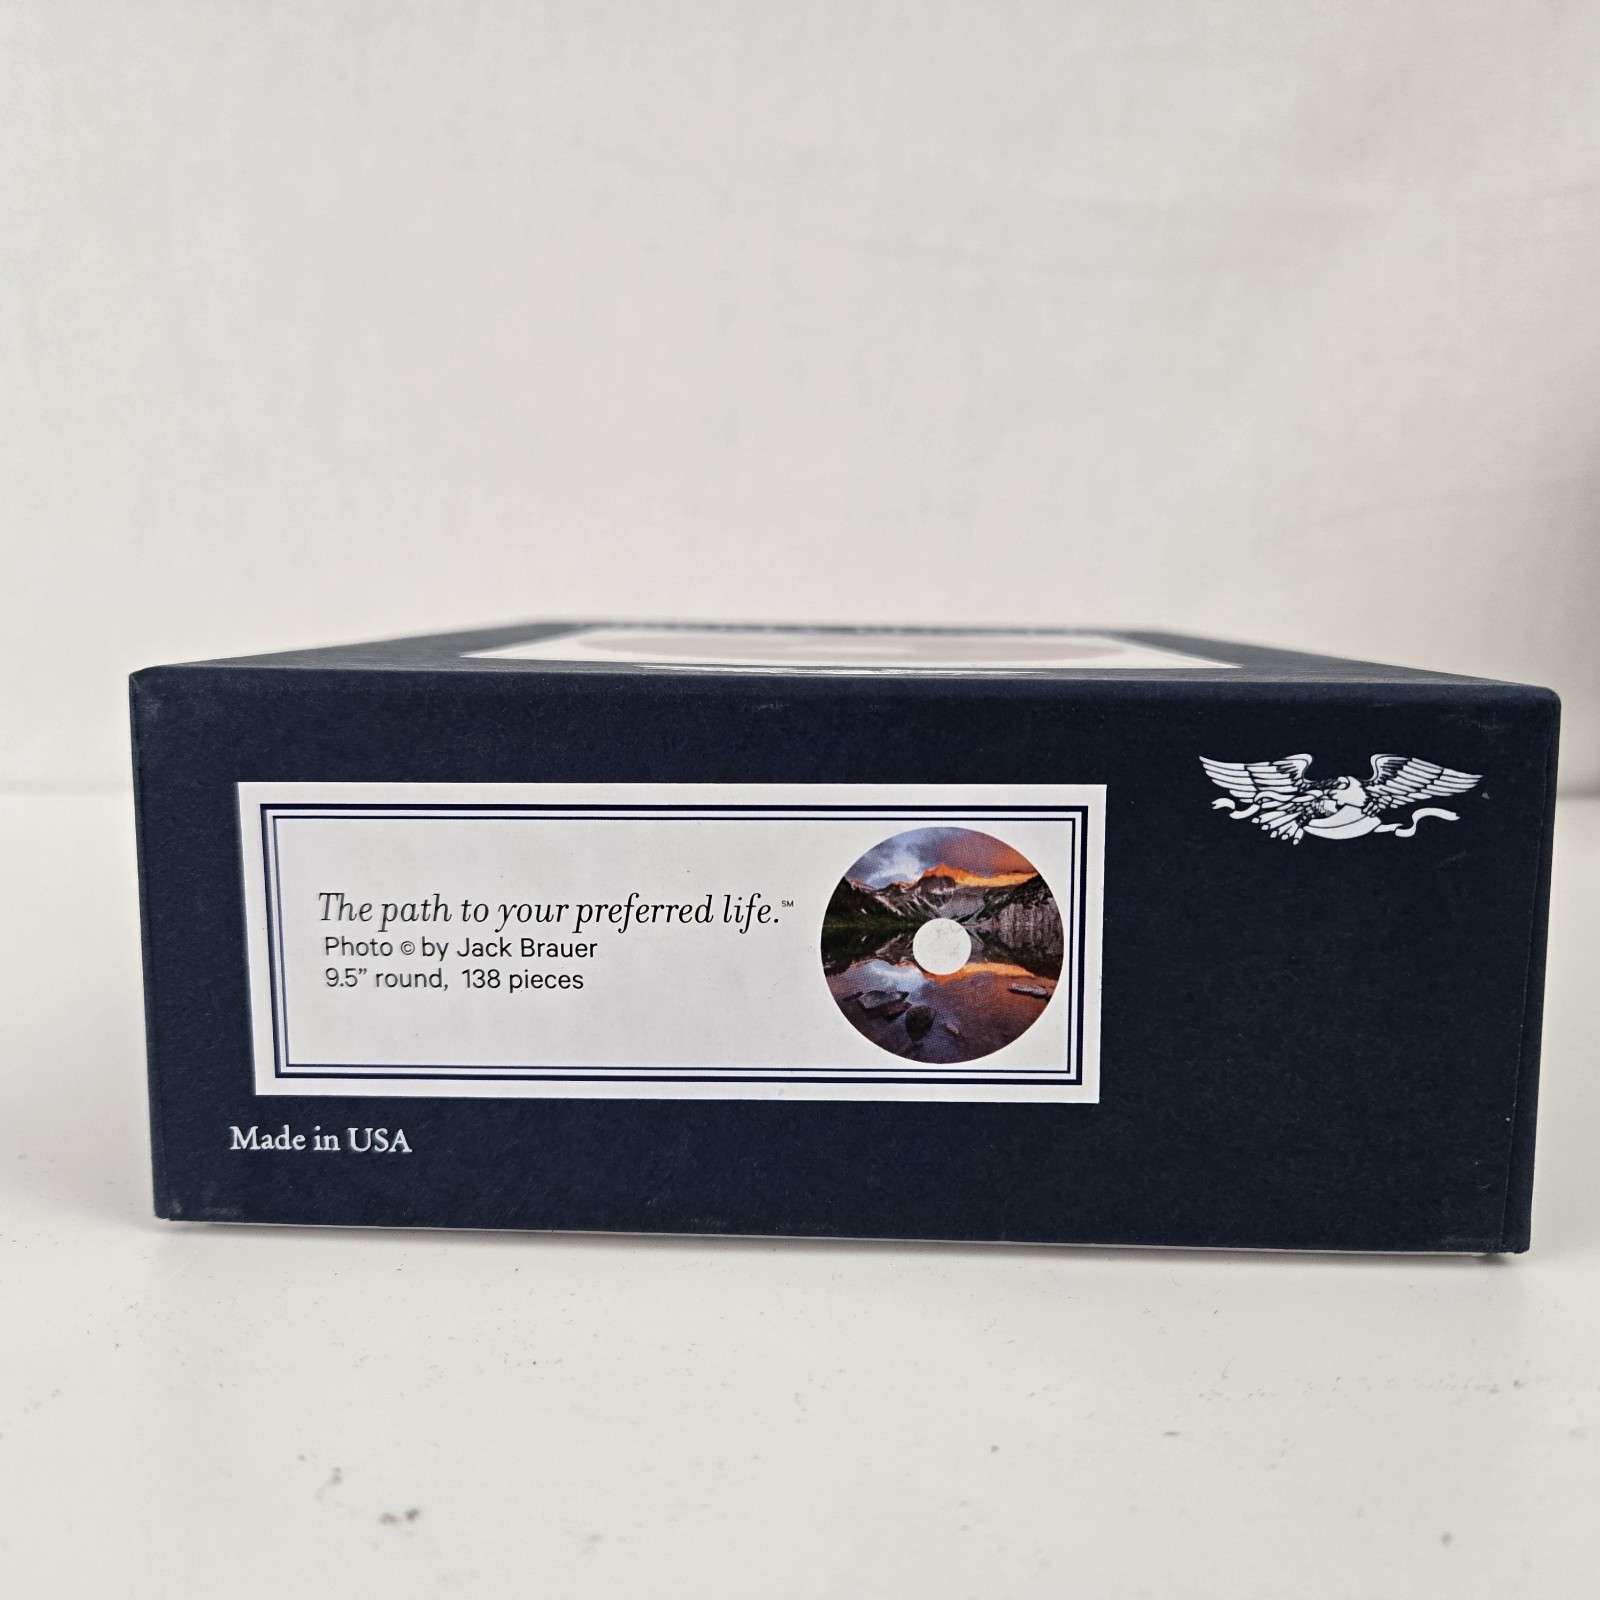 The path to your preferred life.℠
Photo © by Jack Brauer
9.5” round, 138 pieces
Made in USA